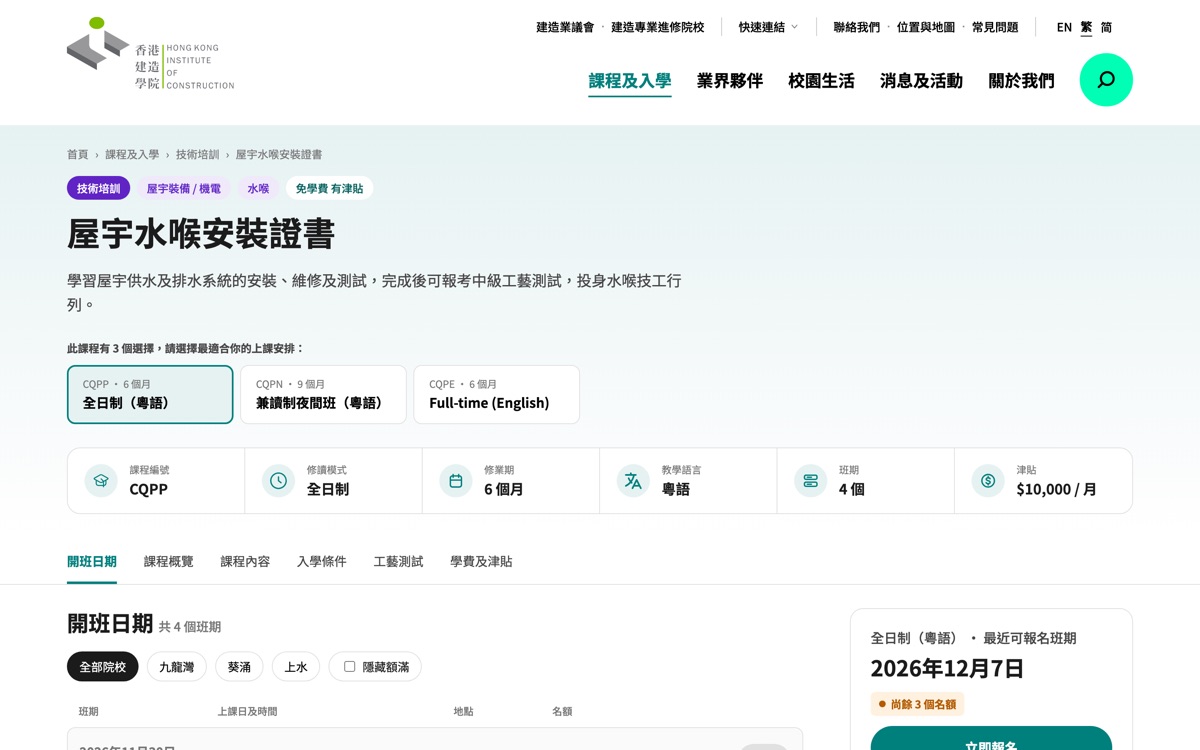 建造業議會 · 建造專業進修院校 快速連結 聯絡我們 · 位置與地圖 · 常見問題 EN 繁 简
香港建造學院
HONG KONG
INSTITUTE
OF
CONSTRUCTION
課程及入學 業界夥伴 校園生活 消息及活動 關於我們
首頁 › 課程及入學 › 技術培訓 › 屋宇水喉安裝證書
技術培訓 屋宇裝備 / 機電 水喉 免學費 有津貼
屋宇水喉安裝證書
學習屋宇供水及排水系統的安裝、維修及測試，完成後可報考中級工藝測試，投身水喉技工行
列。
此課程有 3 個選擇，請選擇最適合你的上課安排：
CQPP · 6 個月
全日制（粵語）
CQPN · 9 個月
兼讀制夜間班（粵語）
CQPE · 6 個月
Full-time (English)
課程編號
CQPP
修讀模式
全日制
修業期
6 個月
教學語言
粵語
班期
4 個
津貼
$10,000 / 月
開班日期 課程概覽 課程內容 入學條件 工藝測試 學費及津貼
開班日期 共 4 個班期
全部院校 九龍灣 葵涌 上水 隱藏額滿
班期 上課日及時間 地點 名額
全日制（粵語） · 最近可報名班期
2026年12月7日
尚餘 3 個名額
立即報名